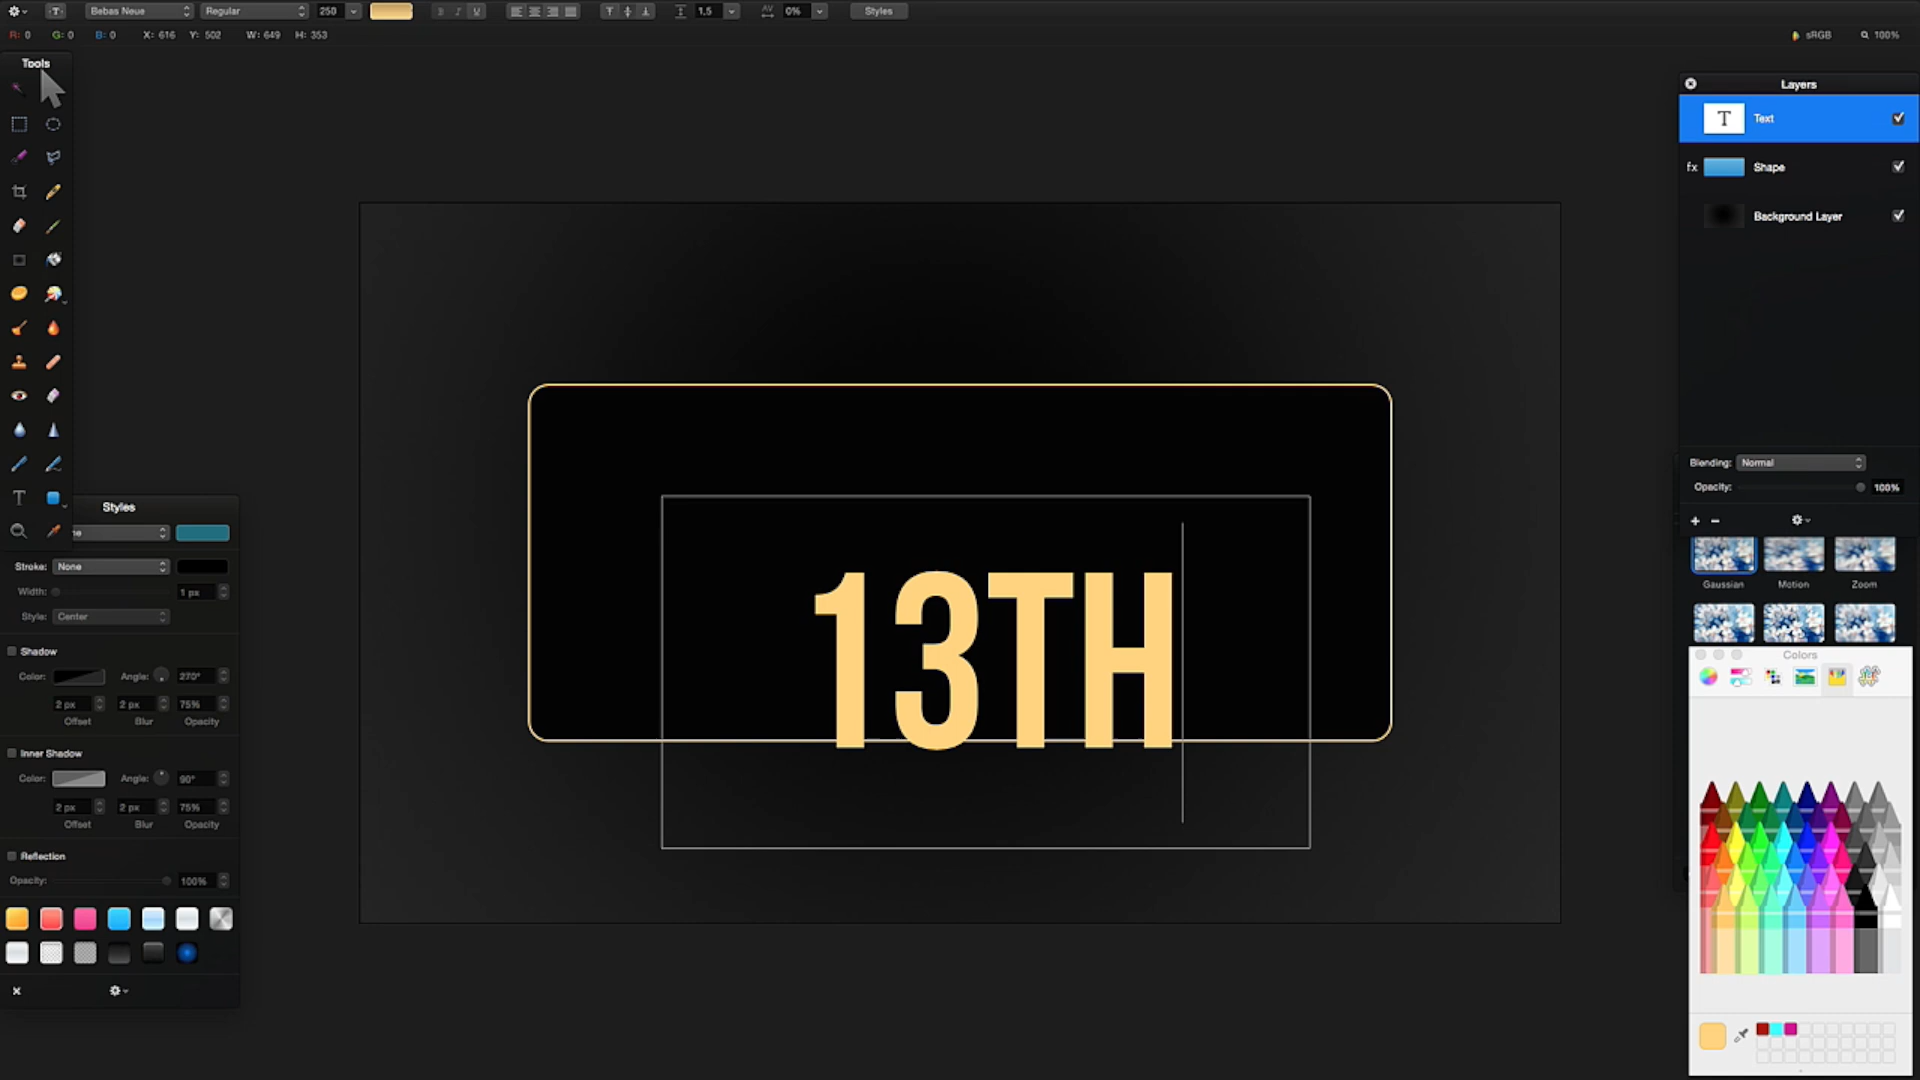 Bebas Neue Regular 250 B I U 1.5 AV 0% Styles
R: 0 G: 0 B: 0 X: 616 Y: 502 W: 649 H: 353 sRGB 100%
Tools
Layers
T Text
fx Shape
Background Layer
13TH
Blending: Normal
Opacity: 100%
Gaussian Motion Zoom
Colors
T
Styles
ne
Stroke: None
Width: 1 px
Style: Center
Shadow
Color: Angle: 270°
2 px 2 px 75%
Offset Blur Opacity
Inner Shadow
Color: Angle: 90°
2 px 2 px 75%
Offset Blur Opacity
Reflection
Opacity: 100%